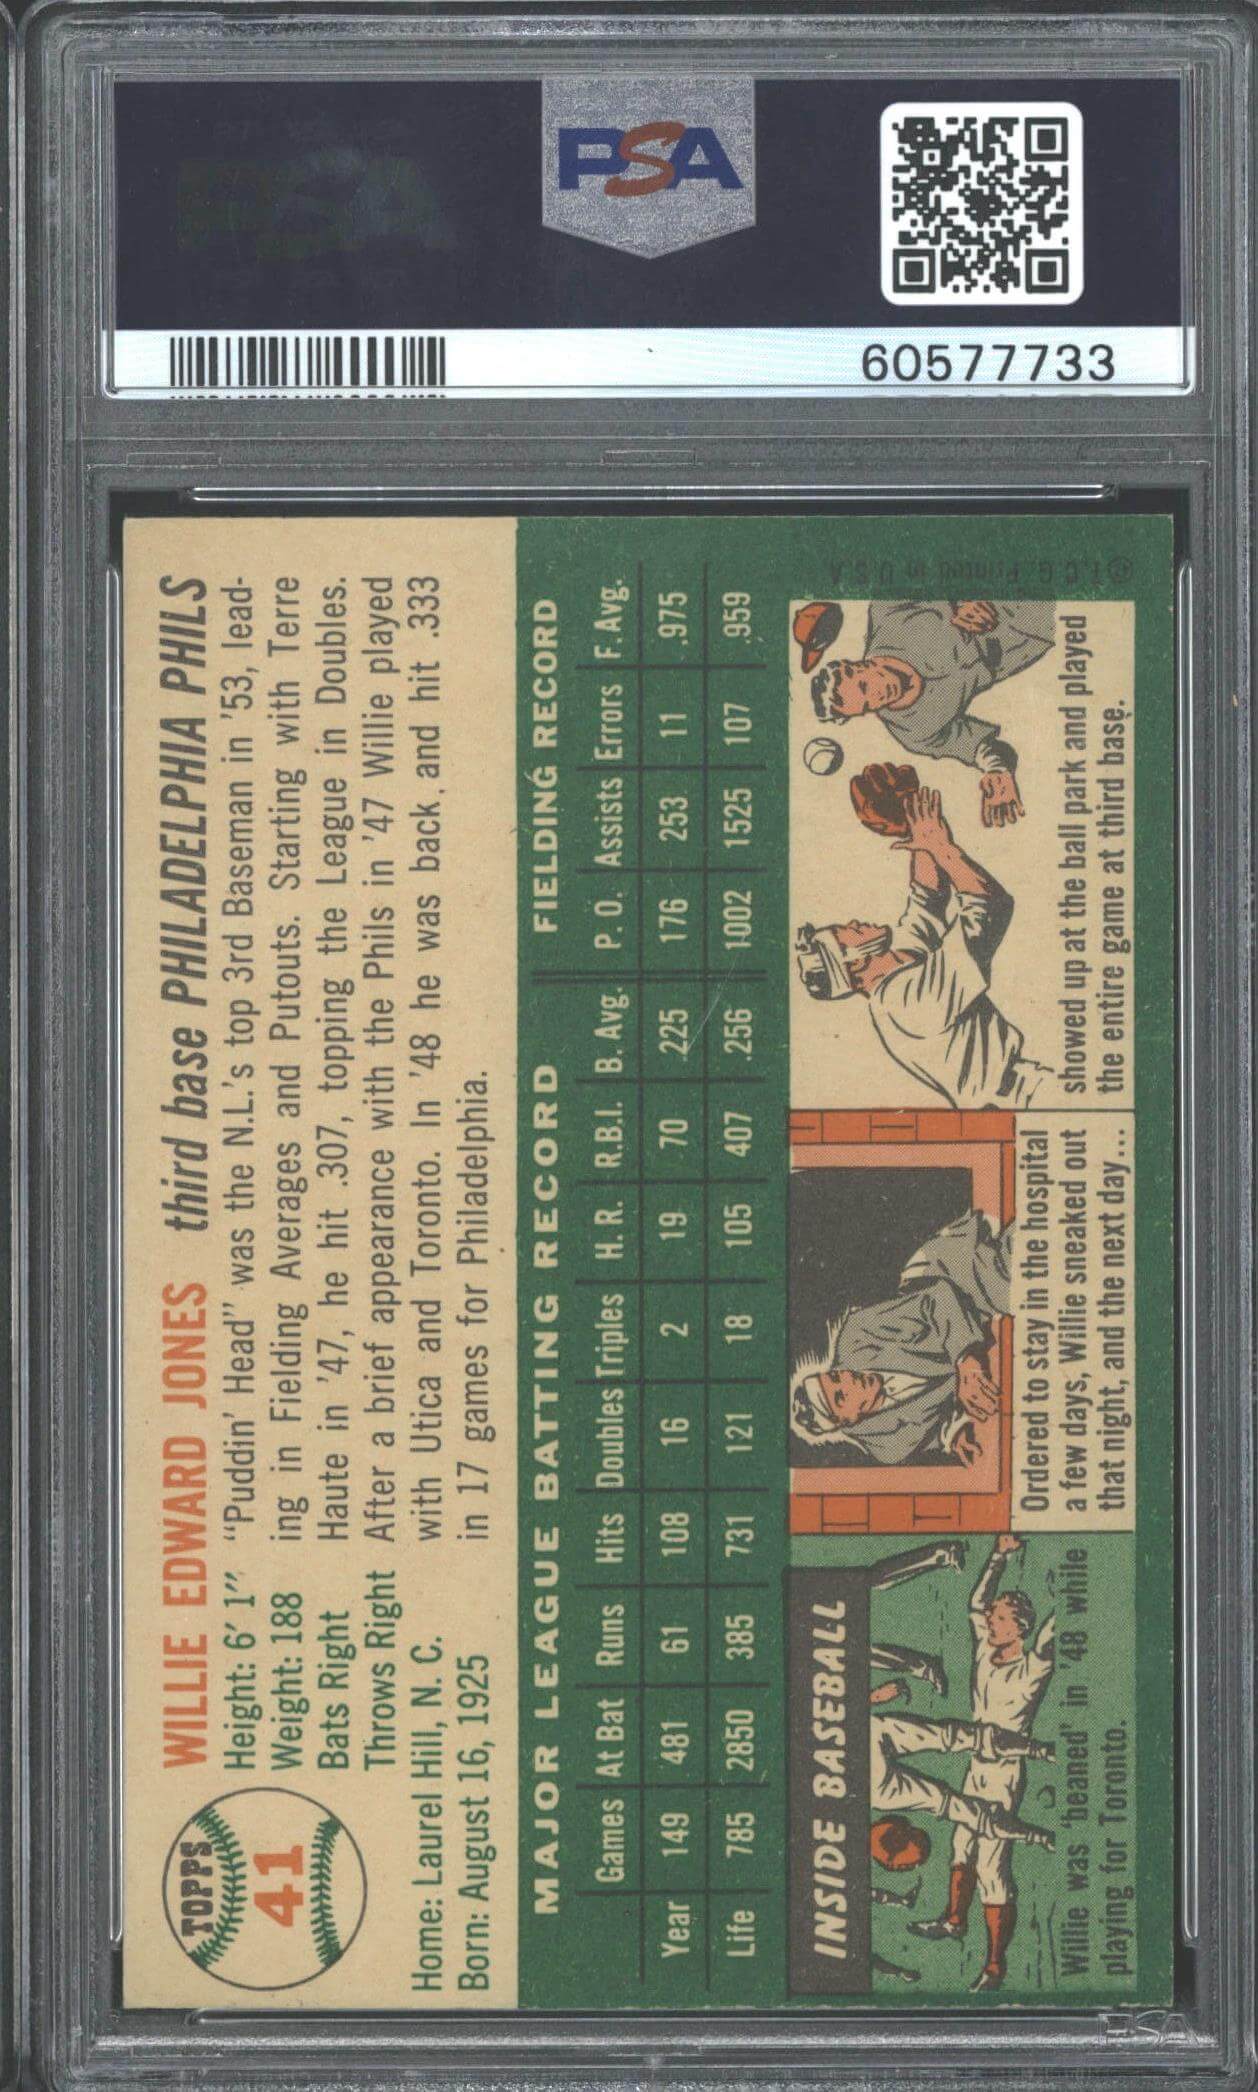 PSA
60577733
TOPPS
41
WILLIE EDWARD JONES third base PHILADELPHIA PHILS
Height: 6' 1"
Weight: 188
Bats Right
Throws Right
Home: Laurel Hill, N. C.
Born: August 16, 1925
"Puddin' Head" was the N.L.'s top 3rd Baseman in '53, lead-
ing in Fielding Averages and Putouts. Starting with Terre
Haute in '47, he hit .307, topping the League in Doubles.
After a brief appearance with the Phils in '47 Willie played
with Utica and Toronto. In '48 he was back and hit .333
in 17 games for Philadelphia.
MAJOR LEAGUE BATTING RECORD FIELDING RECORD
Games At Bat Runs Hits Doubles Triples H. R. R.B.I. B. Avg. P. O. Assists Errors F. Avg.
Year 149 481 61 108 16 2 19 70 .225 176 253 11 .975
Life 785 2850 385 731 121 18 105 407 .256 1002 1525 107 .959
INSIDE BASEBALL
Willie was 'beaned' in '48 while
playing for Toronto.
Ordered to stay in the hospital
a few days, Willie sneaked out
that night, and the next day...
showed up at the ball park and played
the entire game at third base.
© T.C.G. Printed in U.S.A.
PSA